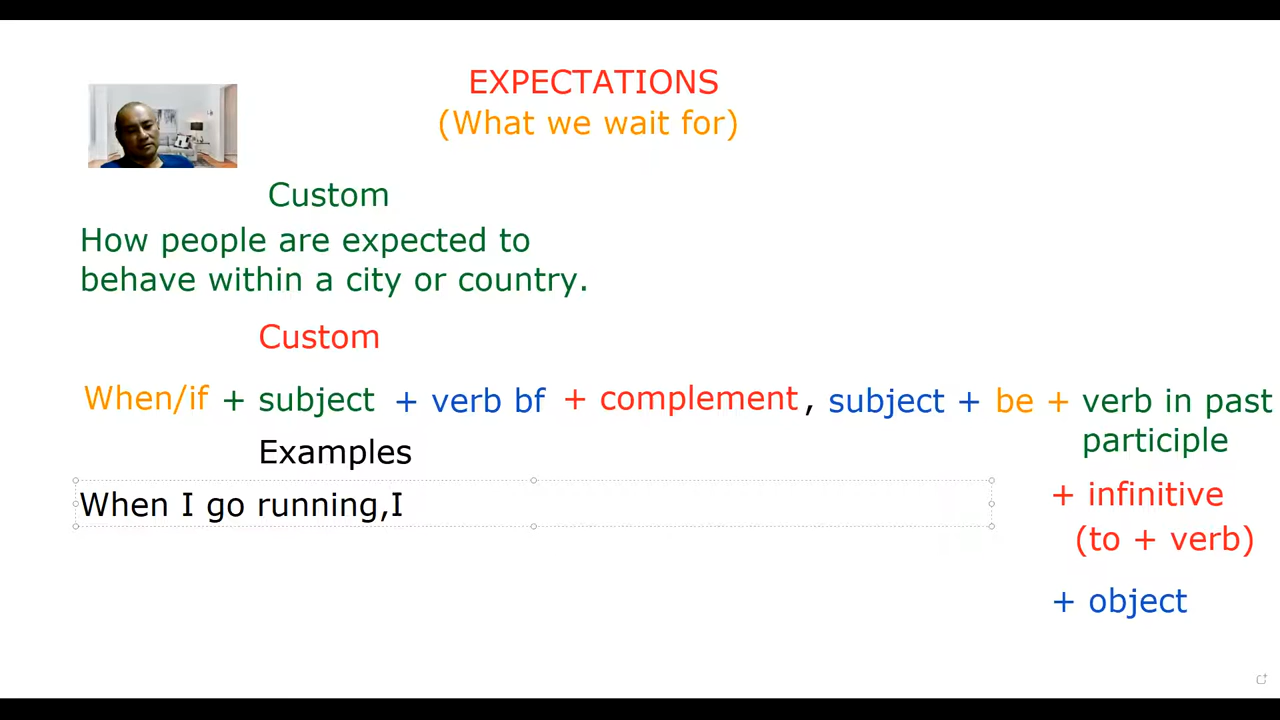 EXPECTATIONS
(What we wait for)
Custom
How people are expected to
behave within a city or country.
Custom
When/if + subject + verb bf + complement, subject + be + verb in past
participle
Examples
+ infinitive
When I go running,I
(to + verb)
+ object